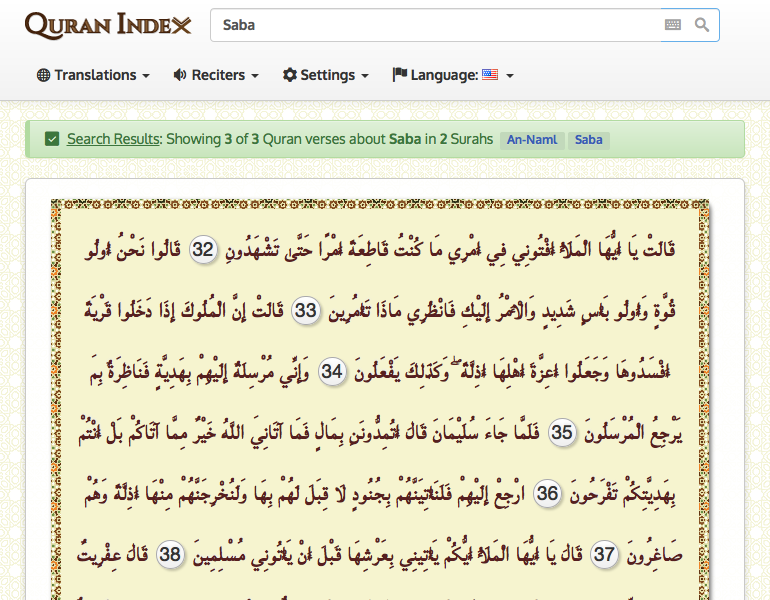 QURAN INDEX
Saba
Translations
Reciters
Settings
Language:
Search Results: Showing 3 of 3 Quran verses about Saba in 2 Surahs An-Naml Saba
قَالَتْ يَا أَيُّهَا الْمَلَأُ أَفْتُونِي فِي أَمْرِي مَا كُنْتُ قَاطِعَةً أَمْرًا حَتَّىٰ تَشْهَدُونِ 32 قَالُوا نَحْنُ أُولُو
قُوَّةٍ وَأُولُو بَأْسٍ شَدِيدٍ وَالْأَمْرُ إِلَيْكِ فَانْظُرِي مَاذَا تَأْمُرِينَ 33 قَالَتْ إِنَّ الْمُلُوكَ إِذَا دَخَلُوا قَرْيَةً
أَفْسَدُوهَا وَجَعَلُوا أَعِزَّةَ أَهْلِهَا أَذِلَّةً ۖ وَكَذَٰلِكَ يَفْعَلُونَ 34 وَإِنِّي مُرْسِلَةٌ إِلَيْهِمْ بِهَدِيَّةٍ فَنَاظِرَةٌ بِمَ
يَرْجِعُ الْمُرْسَلُونَ 35 فَلَمَّا جَاءَ سُلَيْمَانَ قَالَ أَتُمِدُّونَنِ بِمَالٍ فَمَا آتَانِيَ اللَّهُ خَيْرٌ مِمَّا آتَاكُمْ بَلْ أَنْتُمْ
بِهَدِيَّتِكُمْ تَفْرَحُونَ 36 ارْجِعْ إِلَيْهِمْ فَلَنَأْتِيَنَّهُمْ بِجُنُودٍ لَا قِبَلَ لَهُمْ بِهَا وَلَنُخْرِجَنَّهُمْ مِنْهَا أَذِلَّةً وَهُمْ
صَاغِرُونَ 37 قَالَ يَا أَيُّهَا الْمَلَأُ أَيُّكُمْ يَأْتِينِي بِعَرْشِهَا قَبْلَ أَنْ يَأْتُونِي مُسْلِمِينَ 38 قَالَ عِفْرِيتٌ